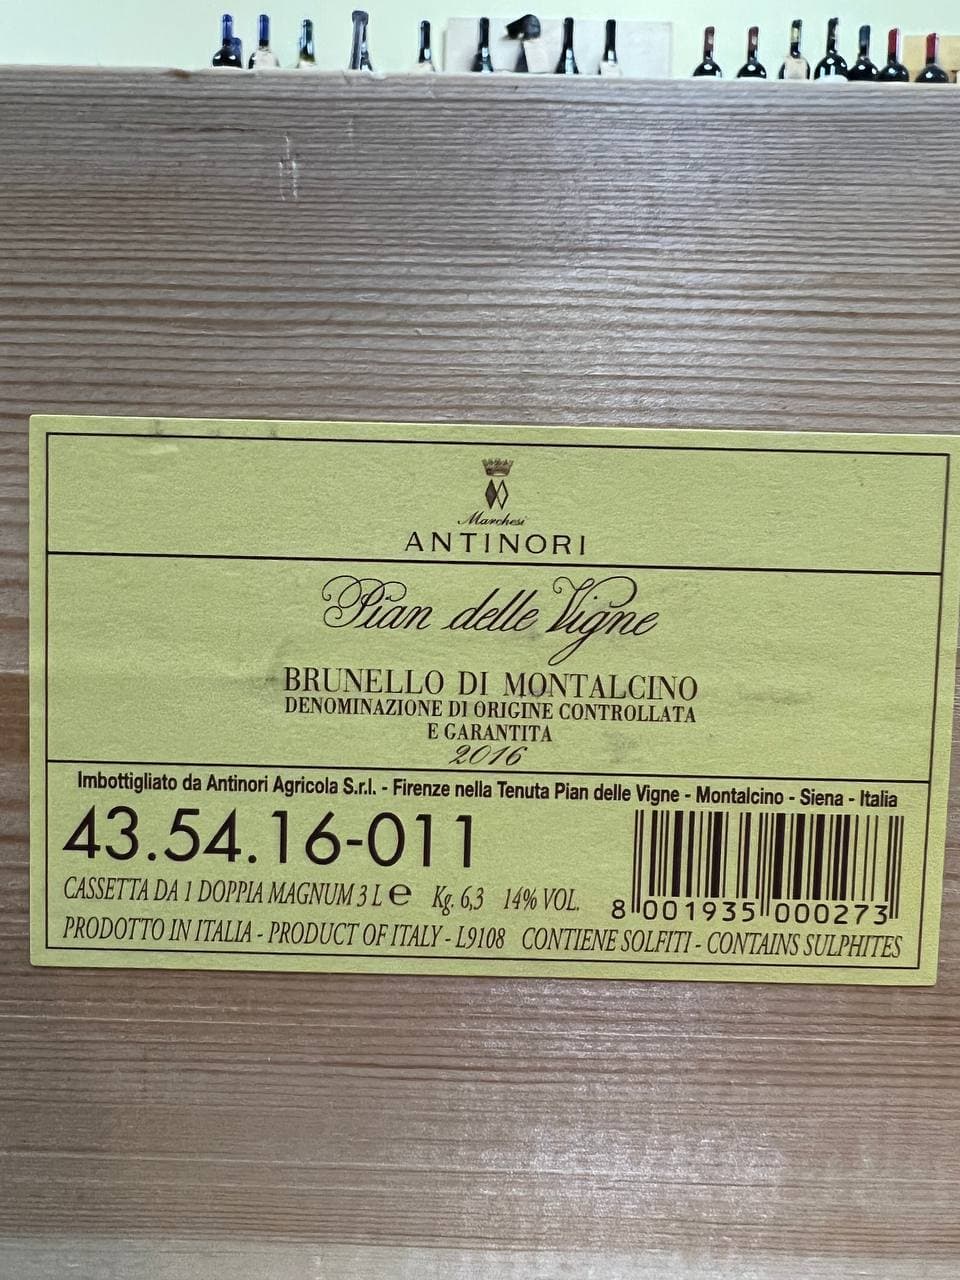 Marchesi
ANTINORI
Pian delle Vigne
BRUNELLO DI MONTALCINO
DENOMINAZIONE DI ORIGINE CONTROLLATA
E GARANTITA
2016
Imbottigliato da Antinori Agricola S.r.l. - Firenze nella Tenuta Pian delle Vigne - Montalcino - Siena - Italia
43.54.16-011
CASSETTA DA 1 DOPPIA MAGNUM 3 L e Kg. 6,3 14% VOL.
8 001935 000273
PRODOTTO IN ITALIA - PRODUCT OF ITALY - L9108 CONTIENE SOLFITI - CONTAINS SULPHITES